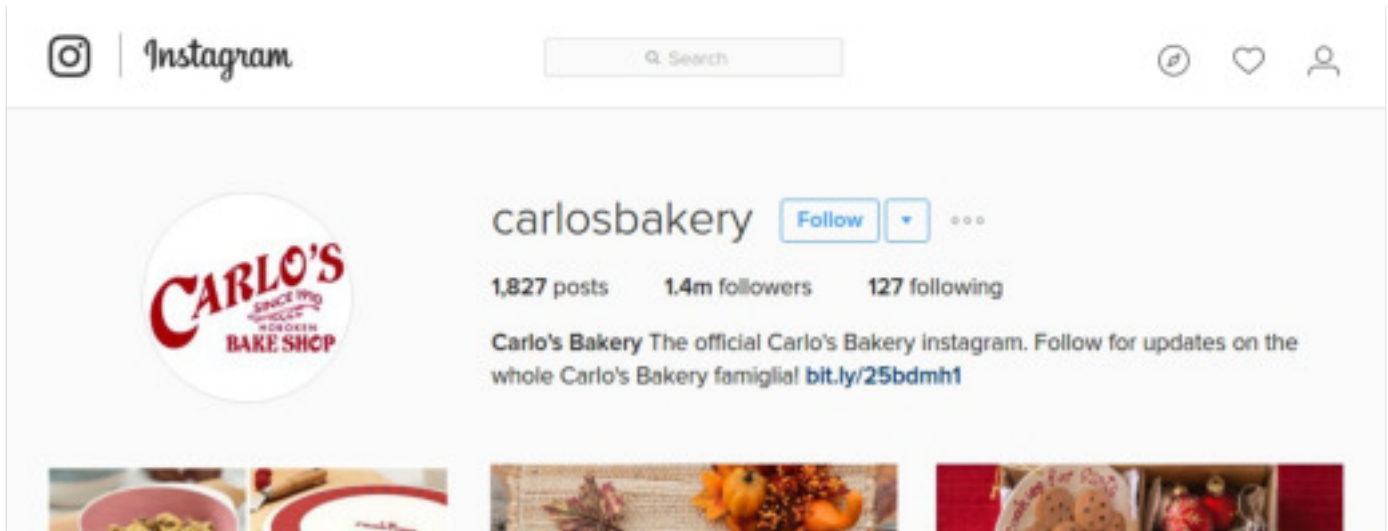 Instagram
Search
carlosbakery Follow
1,827 posts 1.4m followers 127 following
CARLO'S
SINCE 1910
HOBOKEN
BAKE SHOP
Carlo's Bakery The official Carlo's Bakery instagram. Follow for updates on the
whole Carlo's Bakery famiglia! bit.ly/25bdmh1